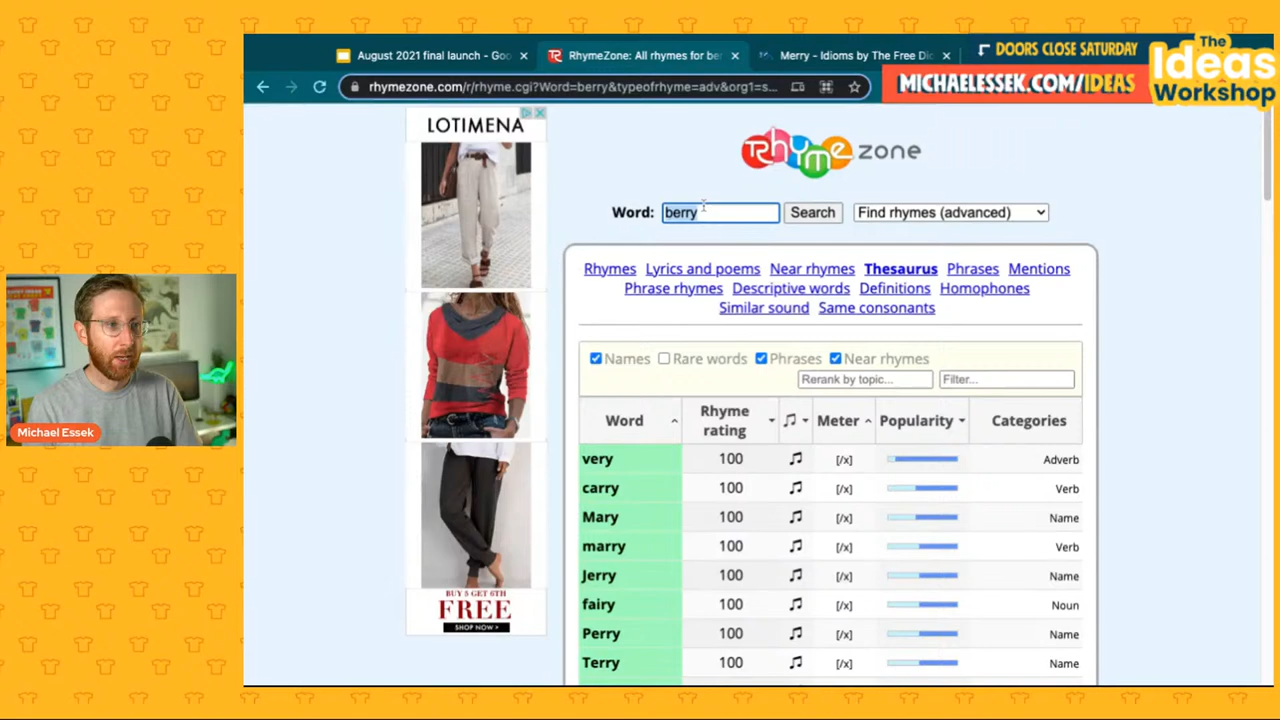 August 2021 final launch - Goo
RhymeZone: All rhymes for ber
Merry - Idioms by The Free Dic
DOORS CLOSE SATURDAY
MICHAELESSEK.COM/IDEAS
The
Ideas
Workshop
rhymezone.com/r/rhyme.cgi?Word=berry&typeofrhyme=adv&org1=s...
LOTIMENA
Rhyme zone
Word: berry Search Find rhymes (advanced)
Rhymes Lyrics and poems Near rhymes Thesaurus Phrases Mentions
Phrase rhymes Descriptive words Definitions Homophones
Similar sound Same consonants
Names Rare words Phrases Near rhymes
Rerank by topic... Filter...
Word Rhyme rating Meter Popularity Categories
very 100 [/x] Adverb
carry 100 [/x] Verb
Mary 100 [/x] Name
marry 100 [/x] Verb
Jerry 100 [/x] Name
fairy 100 [/x] Noun
Perry 100 [/x] Name
Terry 100 [/x] Name
BUY 5 GET 6TH
FREE
SHOP NOW >
Michael Essek